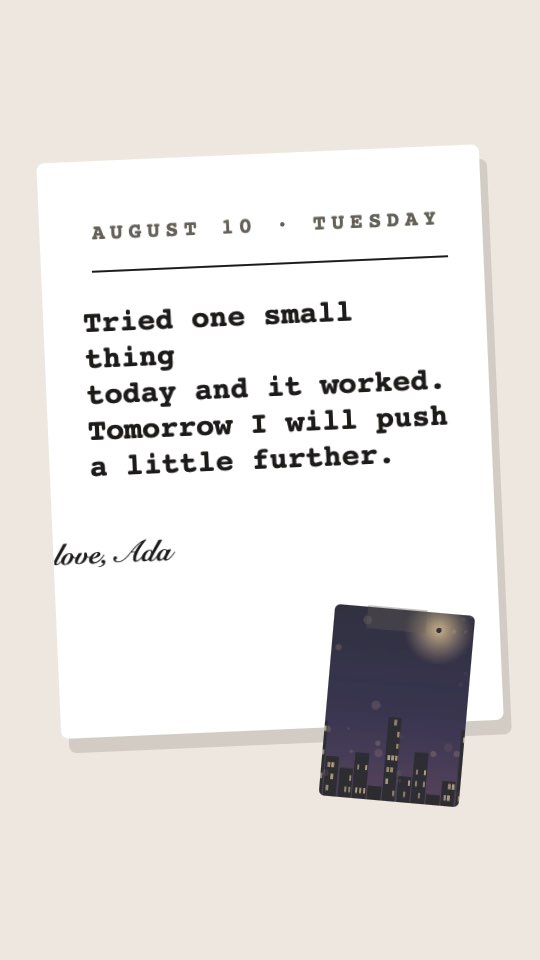 AUGUST 10 · TUESDAY
Tried one small
thing
today and it worked.
Tomorrow I will push
a little further.
love, Ada